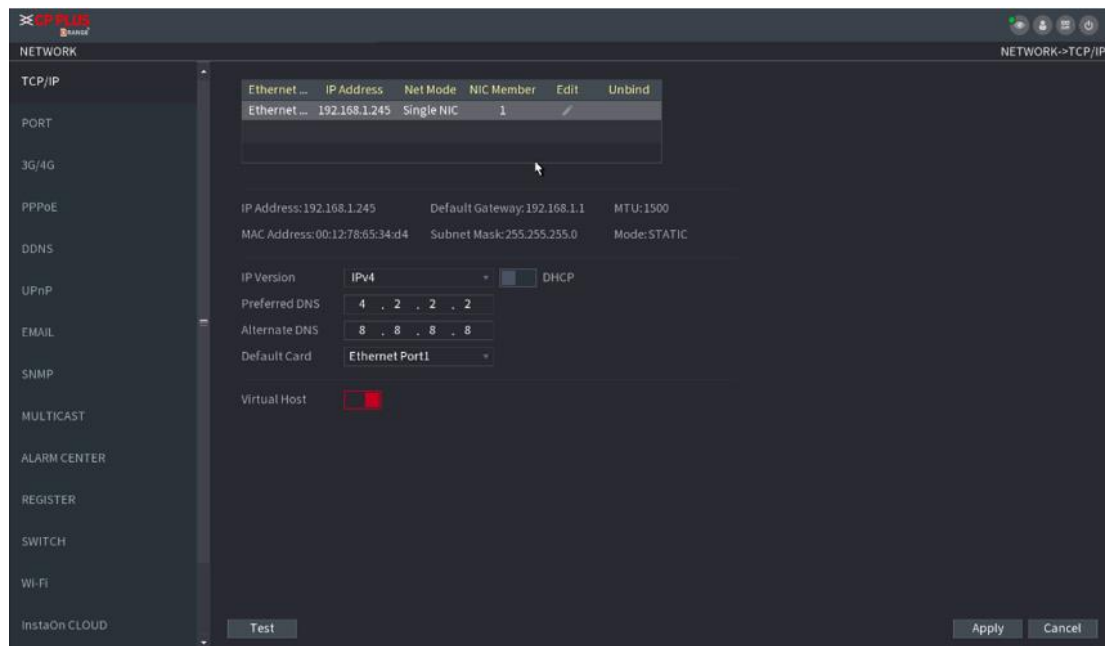 CP PLUS
ORANGE
NETWORK
NETWORK->TCP/IP
TCP/IP
PORT
3G/4G
PPPoE
DDNS
UPnP
EMAIL
SNMP
MULTICAST
ALARM CENTER
REGISTER
SWITCH
Wi-Fi
InstaOn CLOUD
Ethernet ... IP Address Net Mode NIC Member Edit Unbind
Ethernet ... 192.168.1.245 Single NIC 1
IP Address:192.168.1.245 Default Gateway:192.168.1.1 MTU:1500
MAC Address:00:12:78:65:34:d4 Subnet Mask:255.255.255.0 Mode:STATIC
IP Version IPv4 DHCP
Preferred DNS 4 . 2 . 2 . 2
Alternate DNS 8 . 8 . 8 . 8
Default Card Ethernet Port1
Virtual Host
Test Apply Cancel